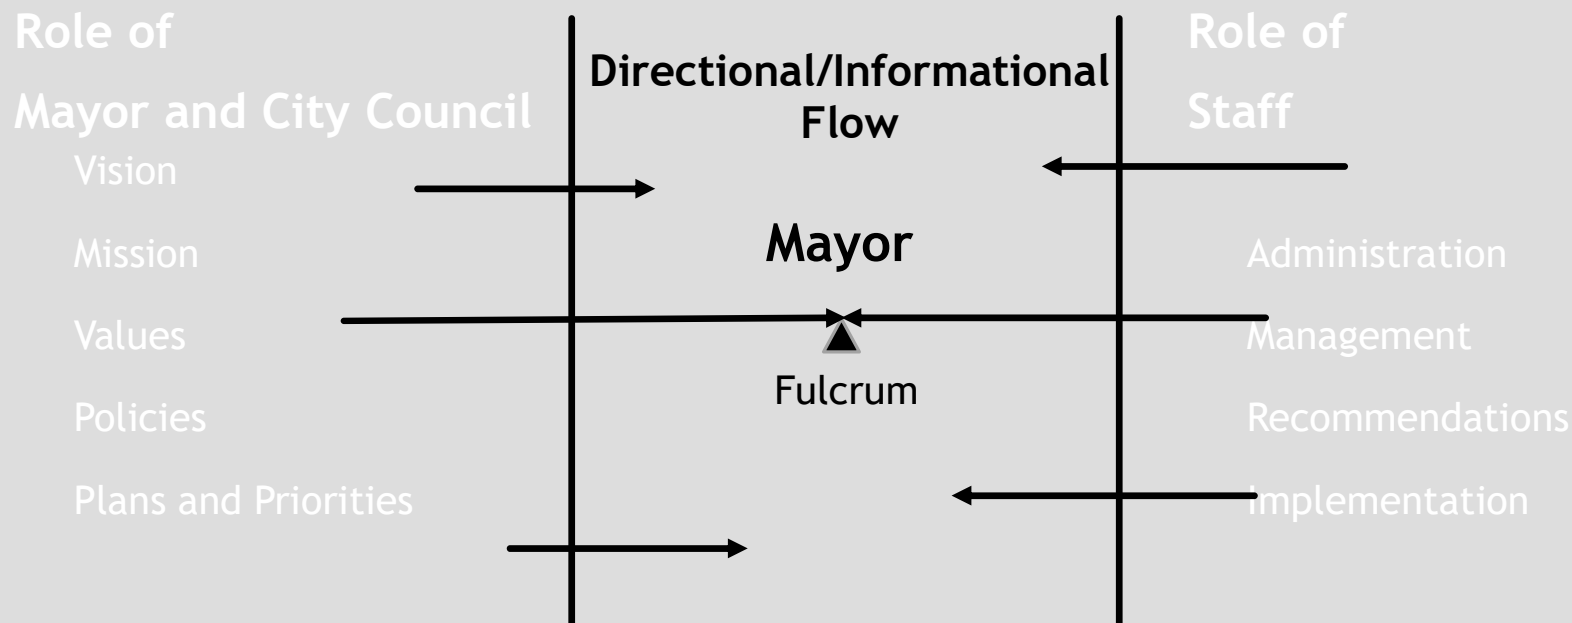 Role of
Mayor and City Council
Vision
Mission
Values
Policies
Plans and Priorities
Directional/Informational
Flow
Mayor
Fulcrum
Role of
Staff
Administration
Management
Recommendations
Implementation